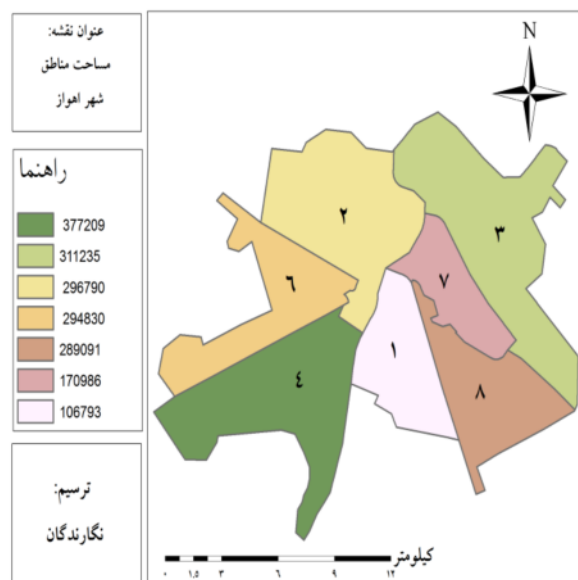 عنوان نقشه:
مساحت مناطق
شهر اهواز
راهنما
377209
311235
296790
294830
289091
170986
106793
ترسیم:
نگارندگان
N
۲
۳
۶
۷
۱
۴
۸
کیلومتر
۰ ۱.۵ ۳ ۶ ۹ ۱۲